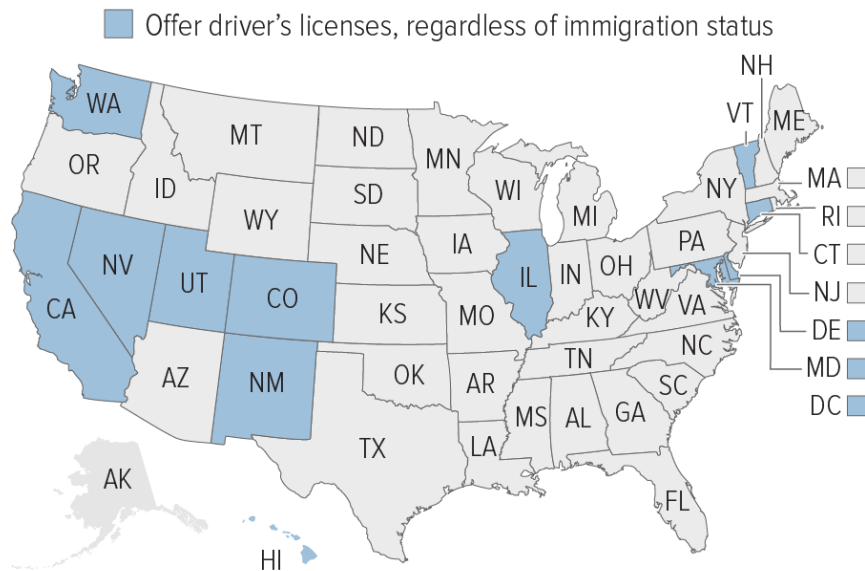 Offer driver's licenses, regardless of immigration status
NH
VT
WA
ME
MT
ND
MN
OR
MA
ID
SD
WI
NY
WY
MI
RI
IA
PA
CT
NE
NV
OH
IL
IN
UT
NJ
CO
WV
CA
VA
KS
MO
KY
DE
NC
TN
MD
AZ
OK
NM
AR
SC
DC
MS
AL
GA
TX
LA
AK
FL
HI